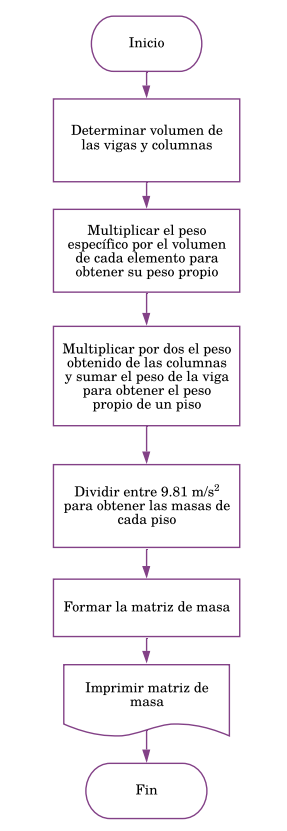 Inicio
Determinar volumen de
las vigas y columnas
Multiplicar el peso
específico por el volumen
de cada elemento para
obtener su peso propio
Multiplicar por dos el peso
obtenido de las columnas
y sumar el peso de la viga
para obtener el peso
propio de un piso
Dividir entre 9.81 m/s²
para obtener las masas de
cada piso
Formar la matriz de masa
Imprimir matriz de
masa
Fin